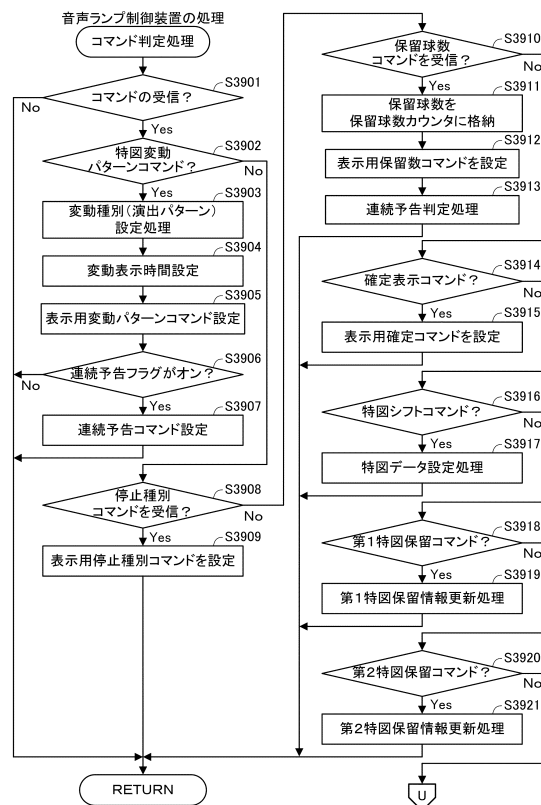 音声ランプ制御装置の処理
コマンド判定処理
S3901
コマンドの受信？
No
Yes
S3902
特図変動
パターンコマンド？
No
Yes
S3903
変動種別（演出パターン）
設定処理
S3904
変動表示時間設定
S3905
表示用変動パターンコマンド設定
S3906
連続予告フラグがオン？
No
Yes
S3907
連続予告コマンド設定
S3908
停止種別
コマンドを受信？
No
Yes
S3909
表示用停止種別コマンドを設定
RETURN
S3910
保留球数
コマンドを受信？
No
Yes
S3911
保留球数を
保留球数カウンタに格納
S3912
表示用保留数コマンドを設定
S3913
連続予告判定処理
S3914
確定表示コマンド？
No
Yes
S3915
表示用確定コマンドを設定
S3916
特図シフトコマンド？
No
Yes
S3917
特図データ設定処理
S3918
第1特図保留コマンド？
No
Yes
S3919
第1特図保留情報更新処理
S3920
第2特図保留コマンド？
No
Yes
S3921
第2特図保留情報更新処理
U